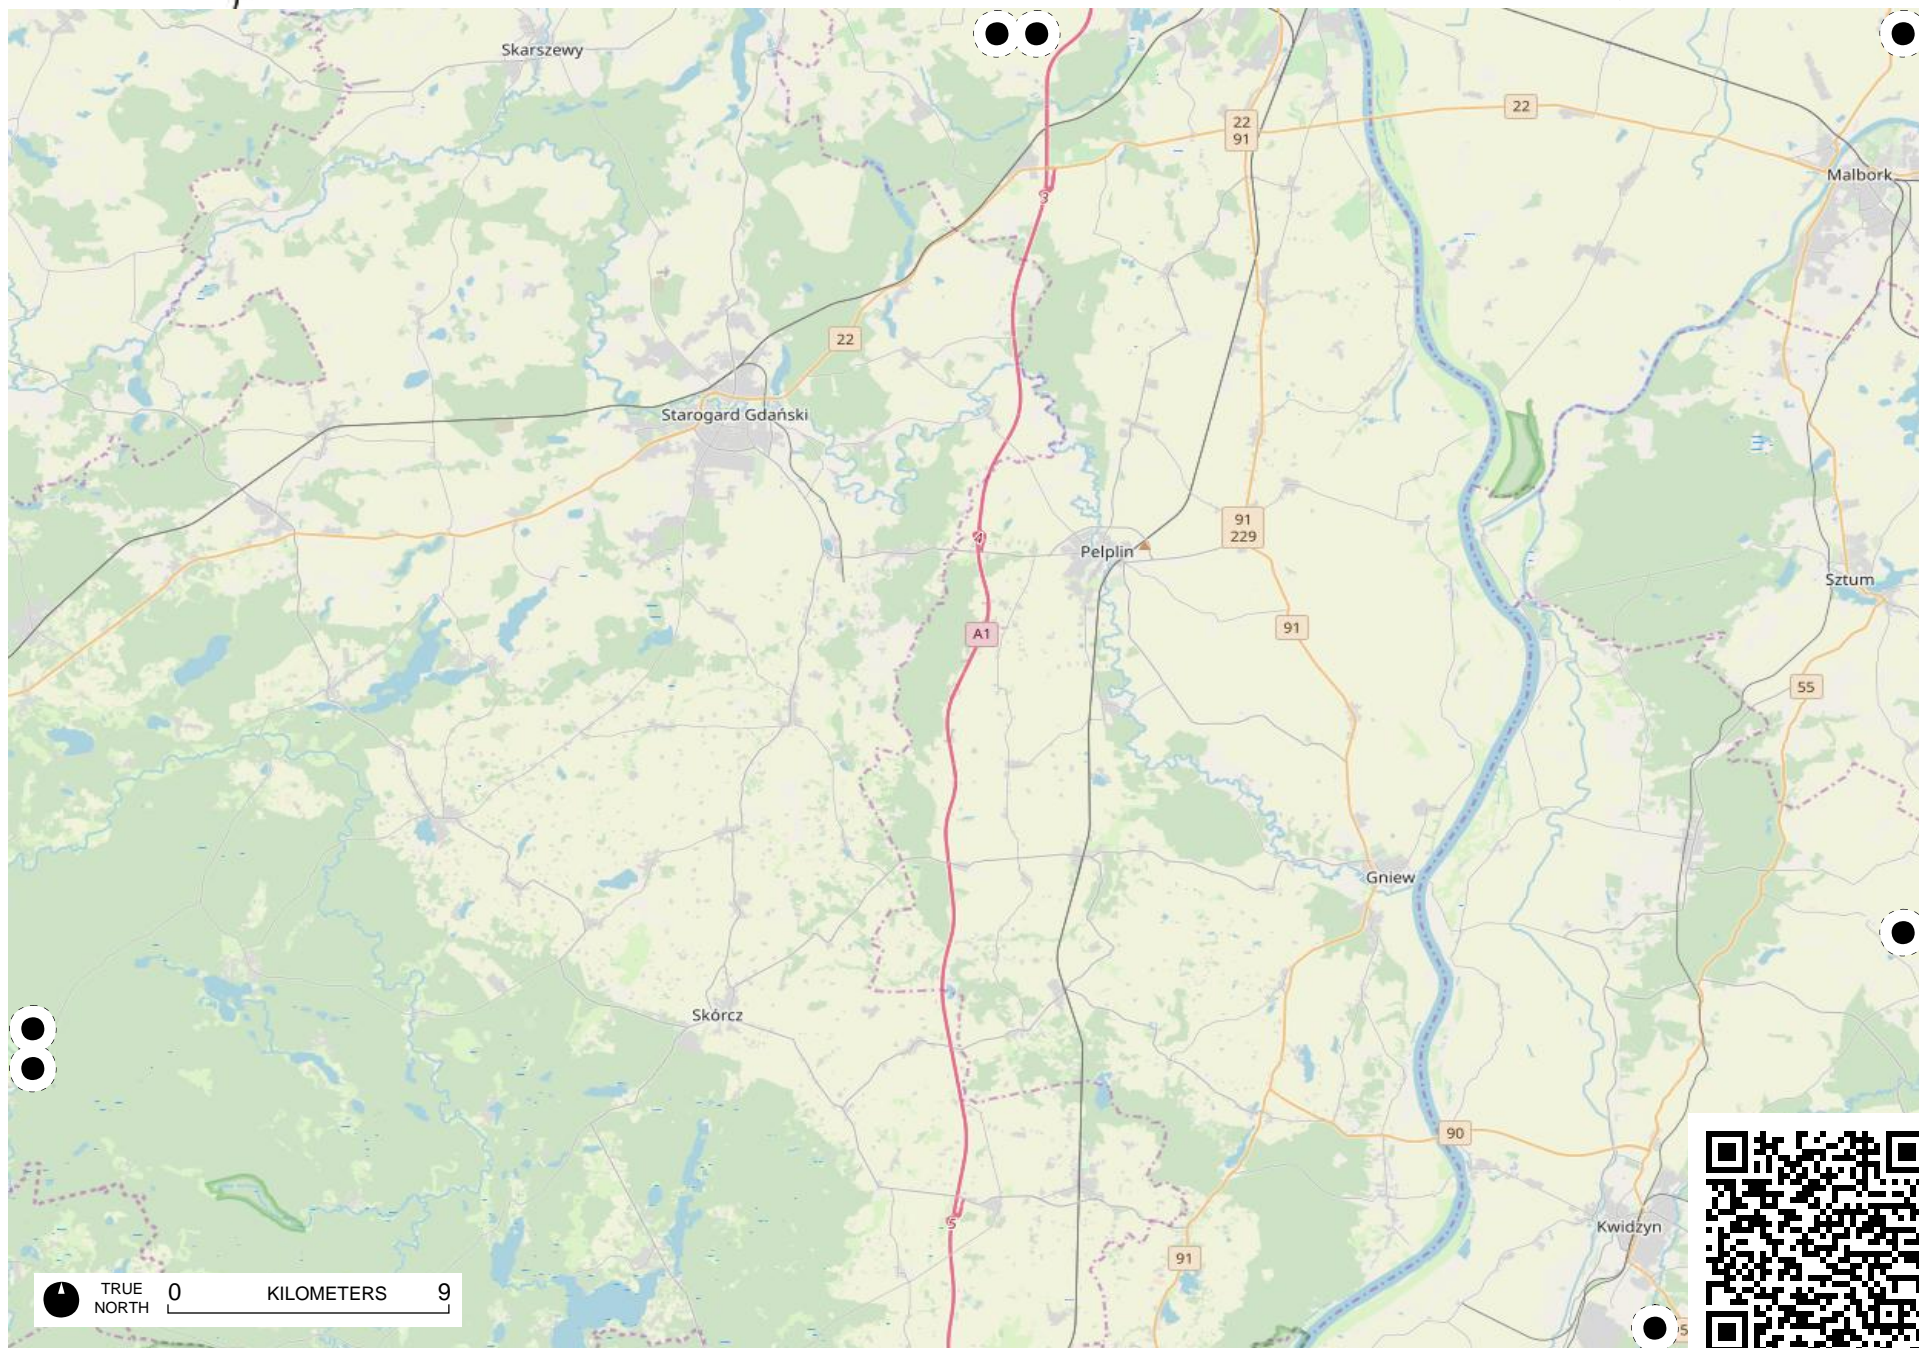 Skarszewy
22
22
91
Malbork
3
22
Starogard Gdański
91
229
4
Pelplin
Sztum
91
A1
55
Gniew
Skórcz
90
5
Kwidzyn
91
TRUE
NORTH
0
KILOMETERS
9